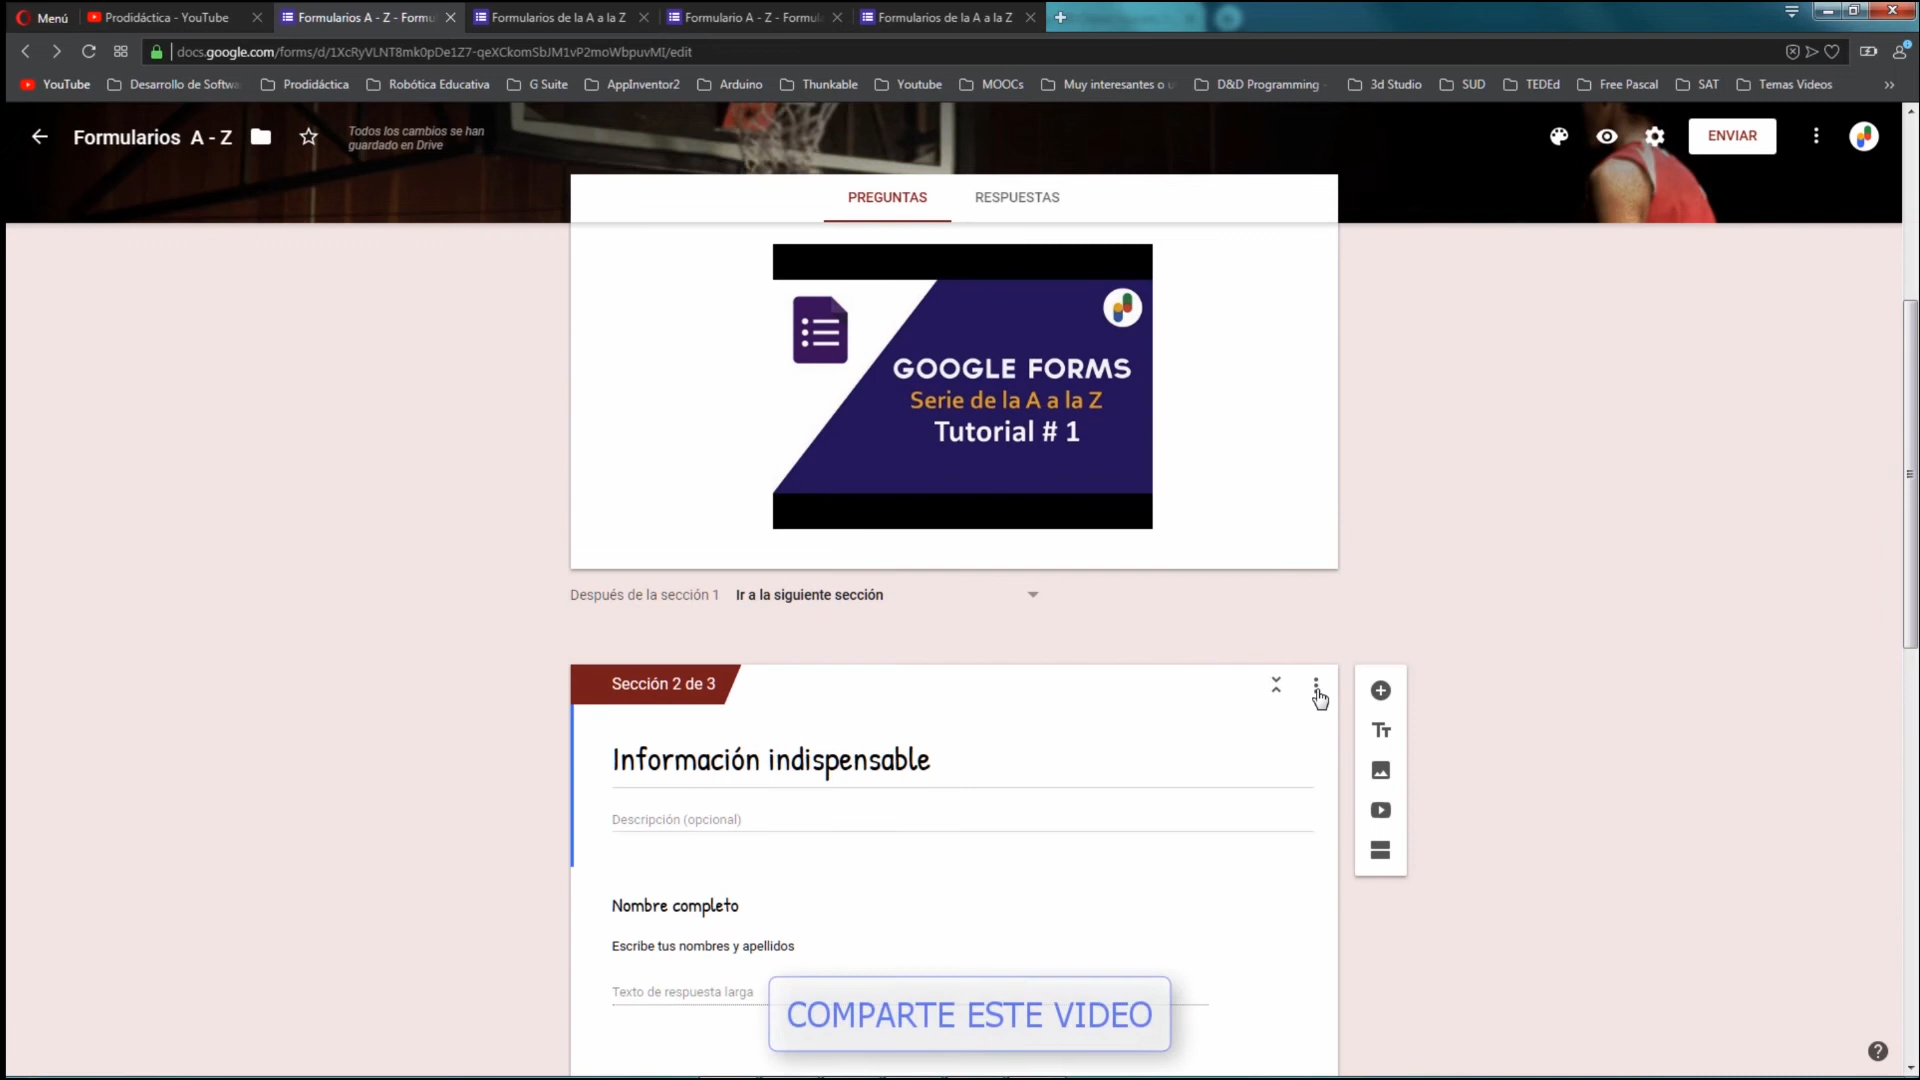 Menú
Prodidáctica - YouTube
Formularios A - Z - Formu
Formularios de la A a la Z
Formulario A - Z - Formul
Formularios de la A a la Z
docs.google.com/forms/d/1XcRyVLNT8mk0pDe1Z7-qeXCkomSbJM1vP2moWbpuvMI/edit
YouTube
Desarrollo de Softwa
Prodidáctica
Robótica Educativa
G Suite
AppInventor2
Arduino
Thunkable
Youtube
MOOCs
Muy interesantes o u
D&D Programming
3d Studio
SUD
TEDEd
Free Pascal
SAT
Temas Videos
Formularios A - Z
Todos los cambios se han
guardado en Drive
ENVIAR
PREGUNTAS
RESPUESTAS
GOOGLE FORMS
Serie de la A a la Z
Tutorial # 1
Después de la sección 1
Ir a la siguiente sección
Sección 2 de 3
Información indispensable
Descripción (opcional)
Nombre completo
Escribe tus nombres y apellidos
Texto de respuesta larga
COMPARTE ESTE VIDEO